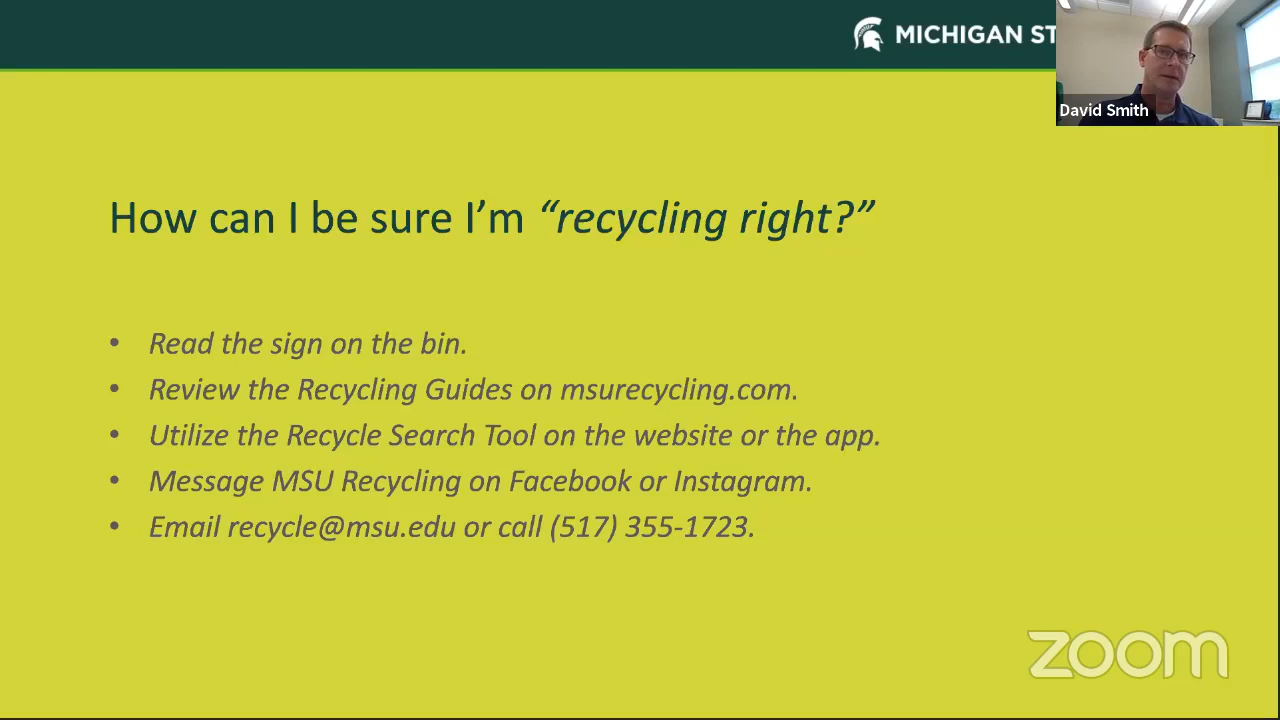 MICHIGAN ST
David Smith
How can I be sure I’m “recycling right?”
• Read the sign on the bin.
• Review the Recycling Guides on msurecycling.com.
• Utilize the Recycle Search Tool on the website or the app.
• Message MSU Recycling on Facebook or Instagram.
• Email recycle@msu.edu or call (517) 355-1723.
zoom